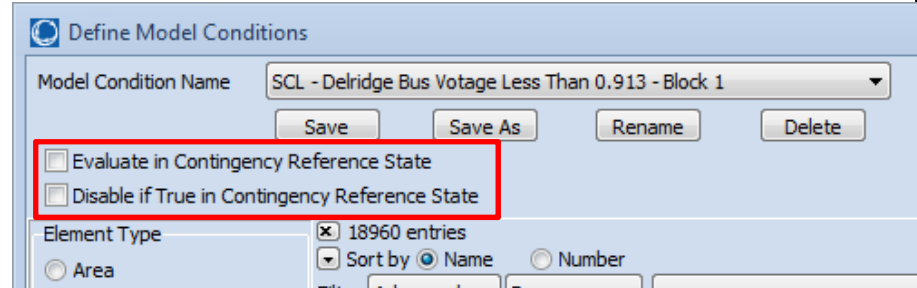 Define Model Conditions
Model Condition Name SCL - Delridge Bus Votage Less Than 0.913 - Block 1
Save Save As Rename Delete
Evaluate in Contingency Reference State
Disable if True in Contingency Reference State
Element Type 18960 entries
Sort by Name Number
Area